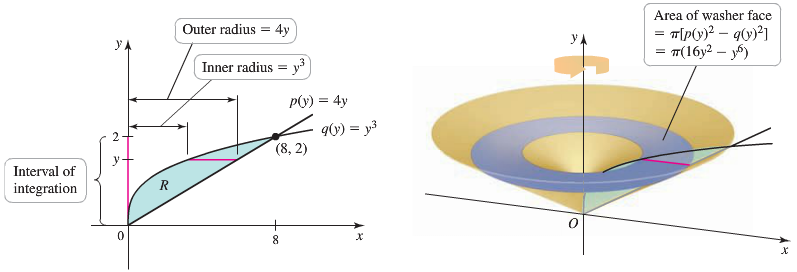 Outer radius = 4y
Inner radius = y³
y
p(y) = 4y
q(y) = y³
2
(8, 2)
y
Interval of
integration
R
0
8
x
Area of washer face
= π[p(y)² – q(y)²]
= π(16y² – y⁶)
y
O
x